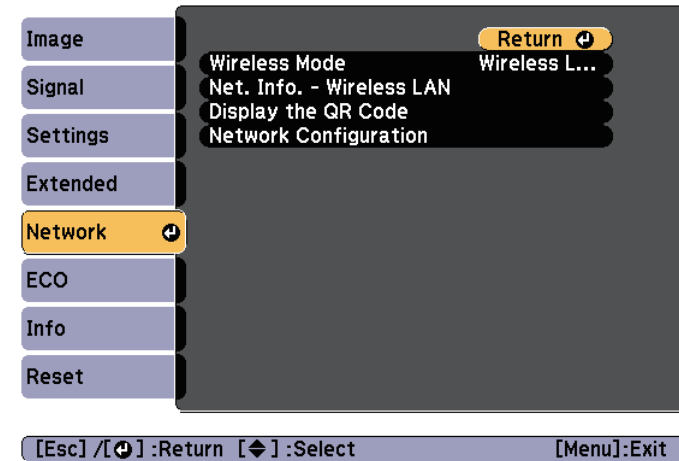 Image
Signal
Settings
Extended
Network
ECO
Info
Reset
Return
Wireless Mode Wireless L...
Net. Info. - Wireless LAN
Display the QR Code
Network Configuration
[Esc] /[⏎] :Return [◆] :Select [Menu]:Exit